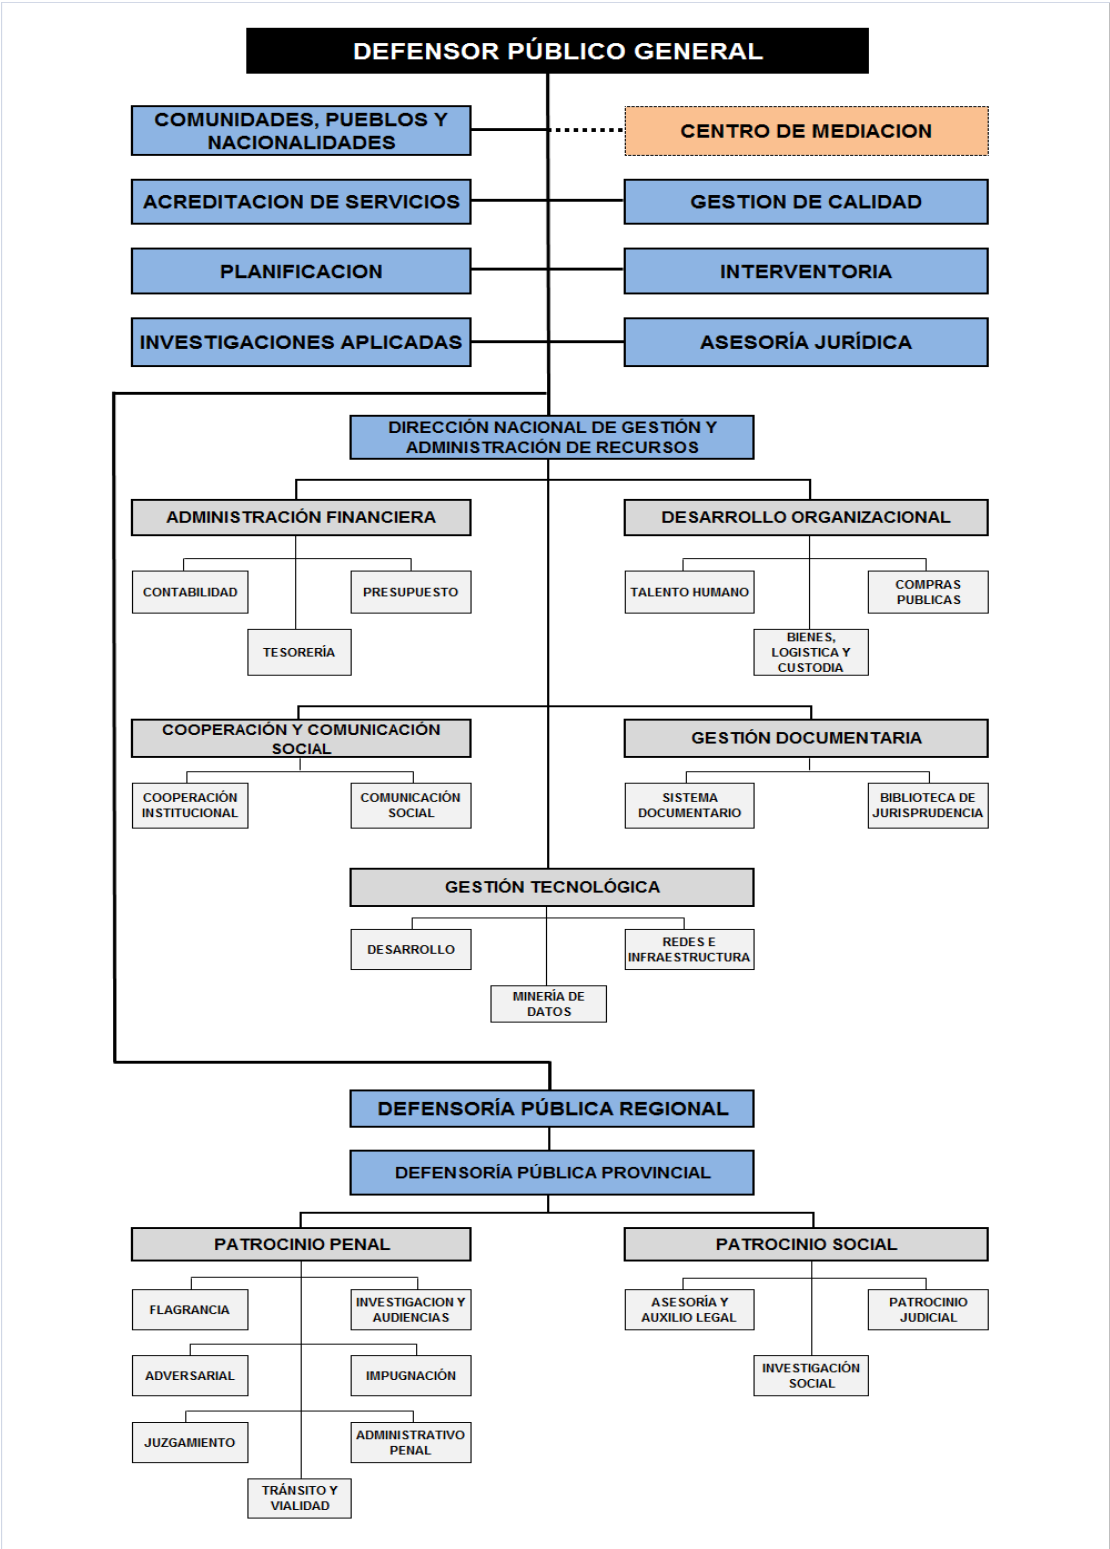 DEFENSOR PÚBLICO GENERAL
COMUNIDADES, PUEBLOS Y
NACIONALIDADES
CENTRO DE MEDIACION
ACREDITACION DE SERVICIOS
GESTION DE CALIDAD
PLANIFICACION
INTERVENTORIA
INVESTIGACIONES APLICADAS
ASESORÍA JURÍDICA
DIRECCIÓN NACIONAL DE GESTIÓN Y
ADMINISTRACIÓN DE RECURSOS
ADMINISTRACIÓN FINANCIERA
DESARROLLO ORGANIZACIONAL
CONTABILIDAD
PRESUPUESTO
TESORERÍA
TALENTO HUMANO
COMPRAS
PUBLICAS
BIENES,
LOGISTICA Y
CUSTODIA
COOPERACIÓN Y COMUNICACIÓN
SOCIAL
GESTIÓN DOCUMENTARIA
COOPERACIÓN
INSTITUCIONAL
COMUNICACIÓN
SOCIAL
SISTEMA
DOCUMENTARIO
BIBLIOTECA DE
JURISPRUDENCIA
GESTIÓN TECNOLÓGICA
DESARROLLO
REDES E
INFRAESTRUCTURA
MINERÍA DE
DATOS
DEFENSORÍA PÚBLICA REGIONAL
DEFENSORÍA PÚBLICA PROVINCIAL
PATROCINIO PENAL
PATROCINIO SOCIAL
FLAGRANCIA
INVESTIGACION Y
AUDIENCIAS
ADVERSARIAL
IMPUGNACIÓN
JUZGAMIENTO
ADMINISTRATIVO
PENAL
TRÁNSITO Y
VIALIDAD
ASESORÍA Y
AUXILIO LEGAL
PATROCINIO
JUDICIAL
INVESTIGACIÓN
SOCIAL